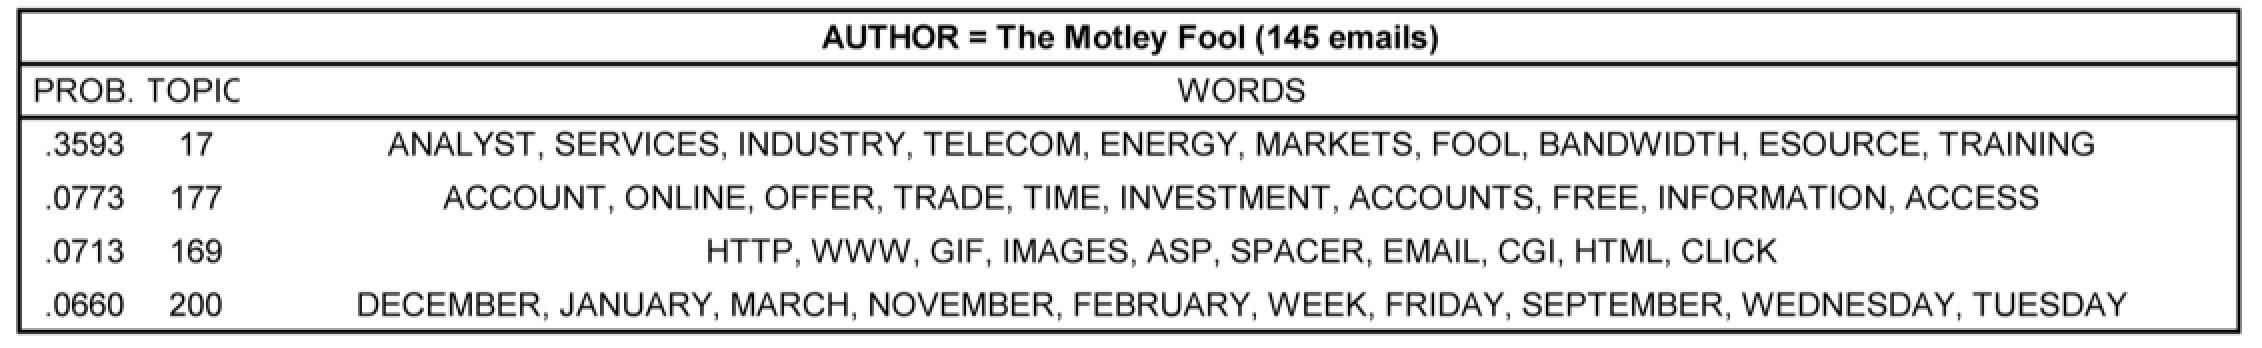 AUTHOR = The Motley Fool (145 emails)
PROB. TOPIC WORDS
.3593 17 ANALYST, SERVICES, INDUSTRY, TELECOM, ENERGY, MARKETS, FOOL, BANDWIDTH, ESOURCE, TRAINING
.0773 177 ACCOUNT, ONLINE, OFFER, TRADE, TIME, INVESTMENT, ACCOUNTS, FREE, INFORMATION, ACCESS
.0713 169 HTTP, WWW, GIF, IMAGES, ASP, SPACER, EMAIL, CGI, HTML, CLICK
.0660 200 DECEMBER, JANUARY, MARCH, NOVEMBER, FEBRUARY, WEEK, FRIDAY, SEPTEMBER, WEDNESDAY, TUESDAY